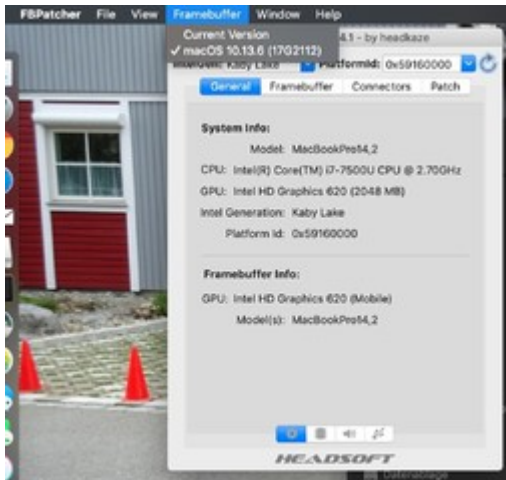 FBPatcher File View Framebuffer Window Help
Current Version
✓ macOS 10.13.6 (17G2112)
4.1 - by headkaze
Intel Gen: Kaby Lake PlatformId: 0x59160000
General Framebuffer Connectors Patch
System Info:
Model: MacBookPro14,2
CPU: Intel(R) Core(TM) i7-7500U CPU @ 2.70GHz
GPU: Intel HD Graphics 620 (2048 MB)
Intel Generation: Kaby Lake
Platform Id: 0x59160000
Framebuffer Info:
GPU: Intel HD Graphics 620 (Mobile)
Model(s): MacBookPro14,2
HEADSOFT
Datenablage